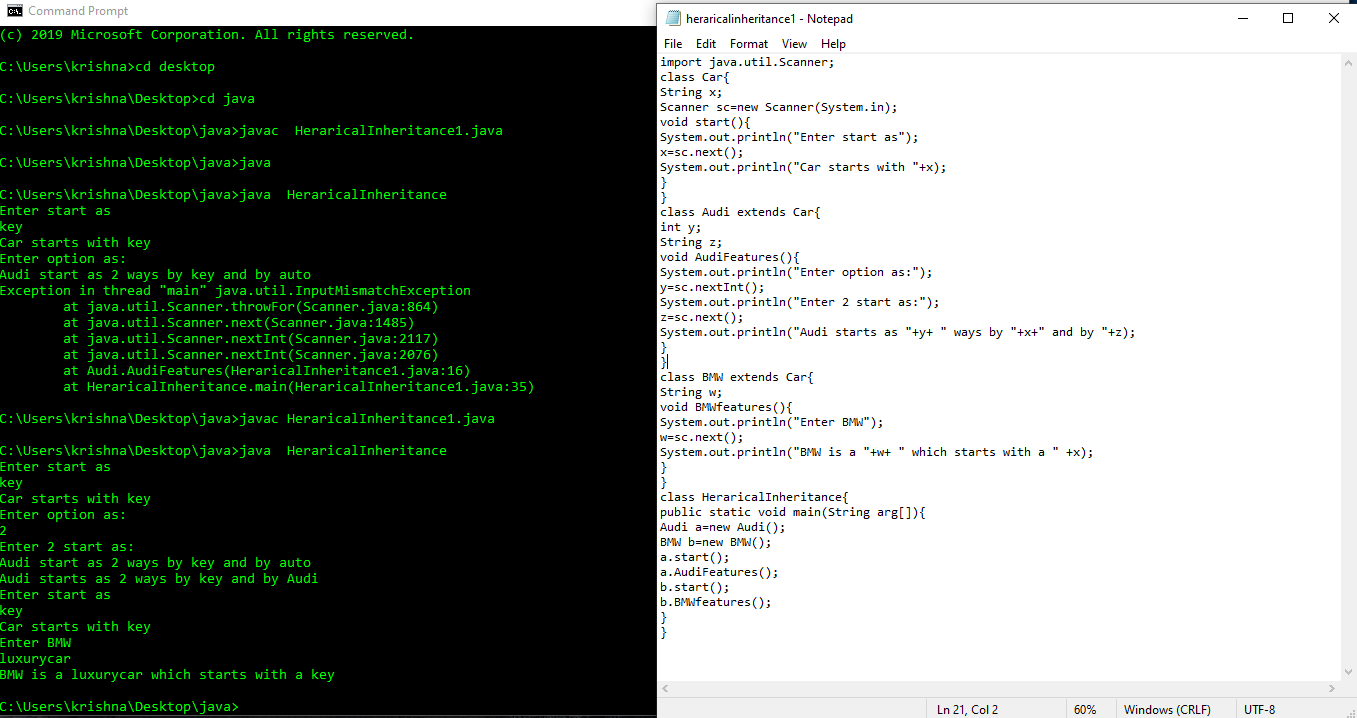 Command Prompt
(c) 2019 Microsoft Corporation. All rights reserved.
C:\Users\krishna>cd desktop
C:\Users\krishna\Desktop>cd java
C:\Users\krishna\Desktop\java>javac  HeraricalInheritance1.java
C:\Users\krishna\Desktop\java>java
C:\Users\krishna\Desktop\java>java  HeraricalInheritance
Enter start as
key
Car starts with key
Enter option as:
Audi start as 2 ways by key and by auto
Exception in thread "main" java.util.InputMismatchException
        at java.util.Scanner.throwFor(Scanner.java:864)
        at java.util.Scanner.next(Scanner.java:1485)
        at java.util.Scanner.nextInt(Scanner.java:2117)
        at java.util.Scanner.nextInt(Scanner.java:2076)
        at Audi.AudiFeatures(HeraricalInheritance1.java:16)
        at HeraricalInheritance.main(HeraricalInheritance1.java:35)
C:\Users\krishna\Desktop\java>javac HeraricalInheritance1.java
C:\Users\krishna\Desktop\java>java  HeraricalInheritance
Enter start as
key
Car starts with key
Enter option as:
2
Enter 2 start as:
Audi start as 2 ways by key and by auto
Audi starts as 2 ways by key and by Audi
Enter start as
key
Car starts with key
Enter BMW
luxurycar
BMW is a luxurycar which starts with a key
C:\Users\krishna\Desktop\java>
heraricalinheritance1 - Notepad
File Edit Format View Help
import java.util.Scanner;
class Car{
String x;
Scanner sc=new Scanner(System.in);
void start(){
System.out.println("Enter start as");
x=sc.next();
System.out.println("Car starts with "+x);
}
}
class Audi extends Car{
int y;
String z;
void AudiFeatures(){
System.out.println("Enter option as:");
y=sc.nextInt();
System.out.println("Enter 2 start as:");
z=sc.next();
System.out.println("Audi starts as "+y+ " ways by "+x+" and by "+z);
}
}
class BMW extends Car{
String w;
void BMWfeatures(){
System.out.println("Enter BMW");
w=sc.next();
System.out.println("BMW is a "+w+ " which starts with a " +x);
}
}
class HeraricalInheritance{
public static void main(String arg[]){
Audi a=new Audi();
BMW b=new BMW();
a.start();
a.AudiFeatures();
b.start();
b.BMWfeatures();
}
}
Ln 21, Col 2 60% Windows (CRLF) UTF-8